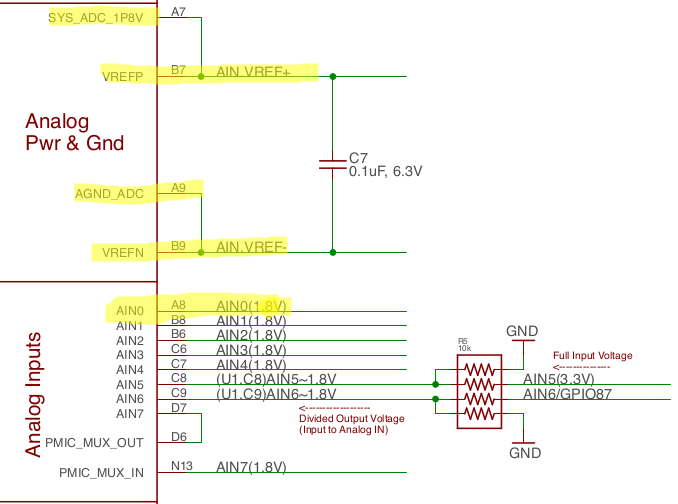 SYS_ADC_1P8V A7
VREFP B7 AIN.VREF+
Analog
Pwr & Gnd
C7
0.1uF, 6.3V
AGND_ADC A9
VREFN B9 AIN.VREF-
Analog Inputs
AIN0 A8 AIN0(1.8V)
AIN1 B8 AIN1(1.8V)
AIN2 B6 AIN2(1.8V)
AIN3 C6 AIN3(1.8V)
AIN4 C7 AIN4(1.8V)
AIN5 C8 (U1.C8)AIN5~1.8V
AIN6 C9 (U1.C9)AIN6~1.8V
AIN7 D7
PMIC_MUX_OUT D6
PMIC_MUX_IN N13 AIN7(1.8V)
<------------------
Divided Output Voltage
(Input to Analog IN)
R5
10k
GND
Full Input Voltage
<---------------
AIN5(3.3V)
AIN6/GPIO87
GND